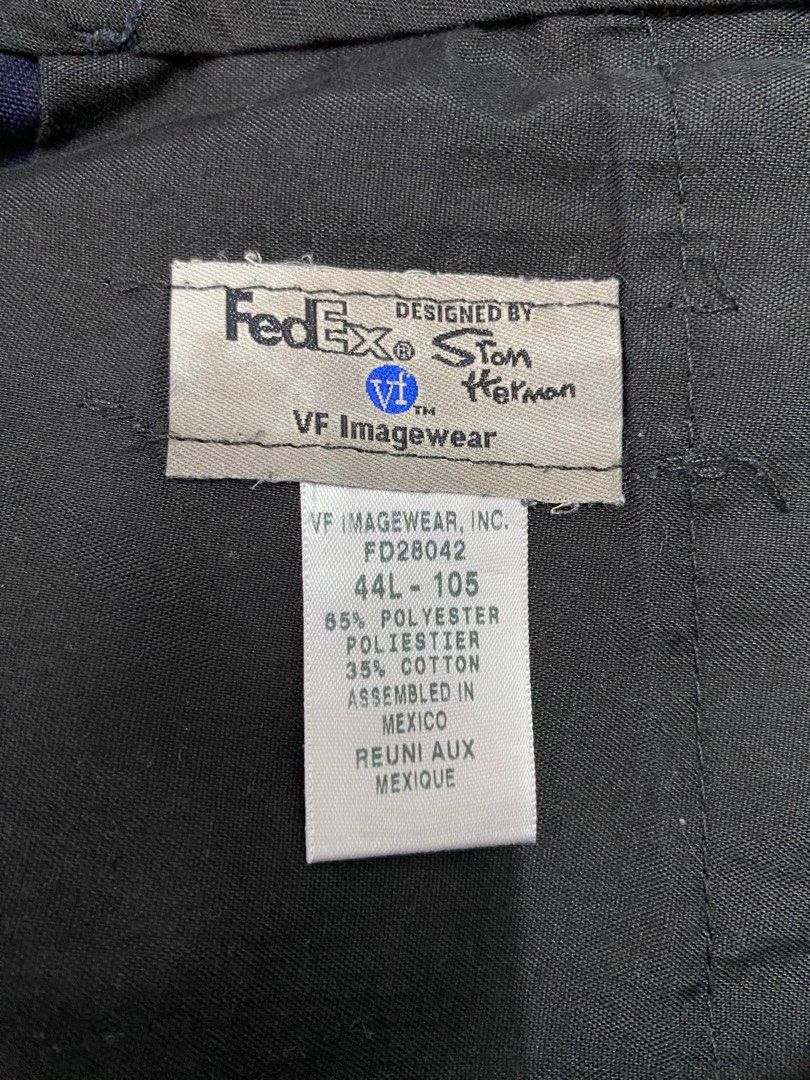 FedEx® DESIGNED BY
Stan Herman
vf™
VF Imagewear
VF IMAGEWEAR, INC.
FD28042
44L - 105
65% POLYESTER
POLIESTIER
35% COTTON
ASSEMBLED IN
MEXICO
REUNI AUX
MEXIQUE